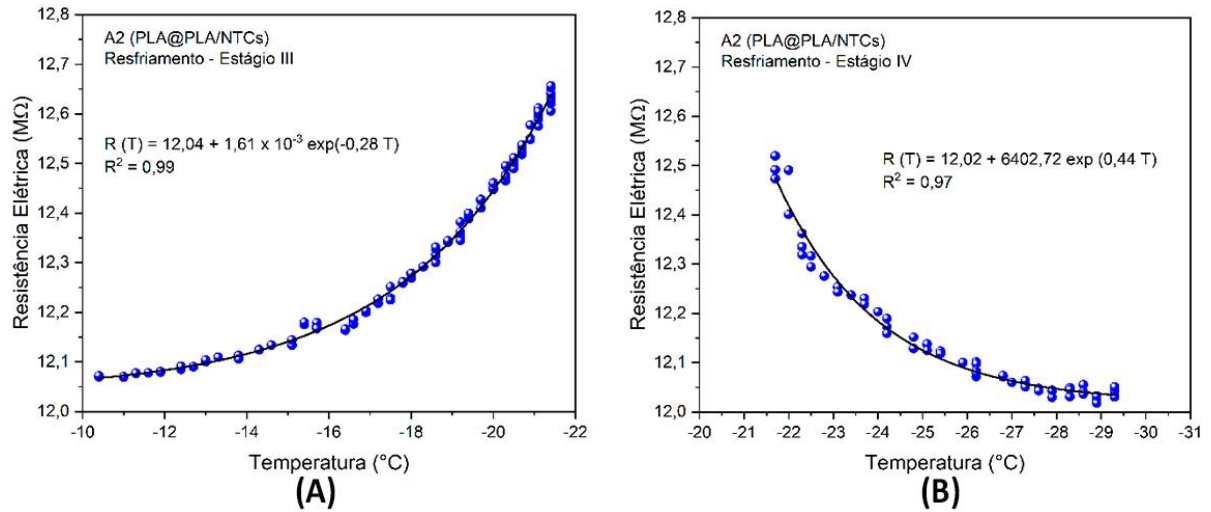 12,8
12,7
12,6
12,5
12,4
12,3
12,2
12,1
12,0
Resistência Elétrica (MΩ)
A2 (PLA@PLA/NTCs)
Resfriamento - Estágio III
R (T) = 12,04 + 1,61 x 10⁻³ exp(-0,28 T)
R² = 0,99
-10 -12 -14 -16 -18 -20 -22
Temperatura (°C)
(A)
12,8
12,7
12,6
12,5
12,4
12,3
12,2
12,1
12,0
Resistência Elétrica (MΩ)
A2 (PLA@PLA/NTCs)
Resfriamento - Estágio IV
R (T) = 12,02 + 6402,72 exp (0,44 T)
R² = 0,97
-20 -21 -22 -23 -24 -25 -26 -27 -28 -29 -30 -31
Temperatura (°C)
(B)